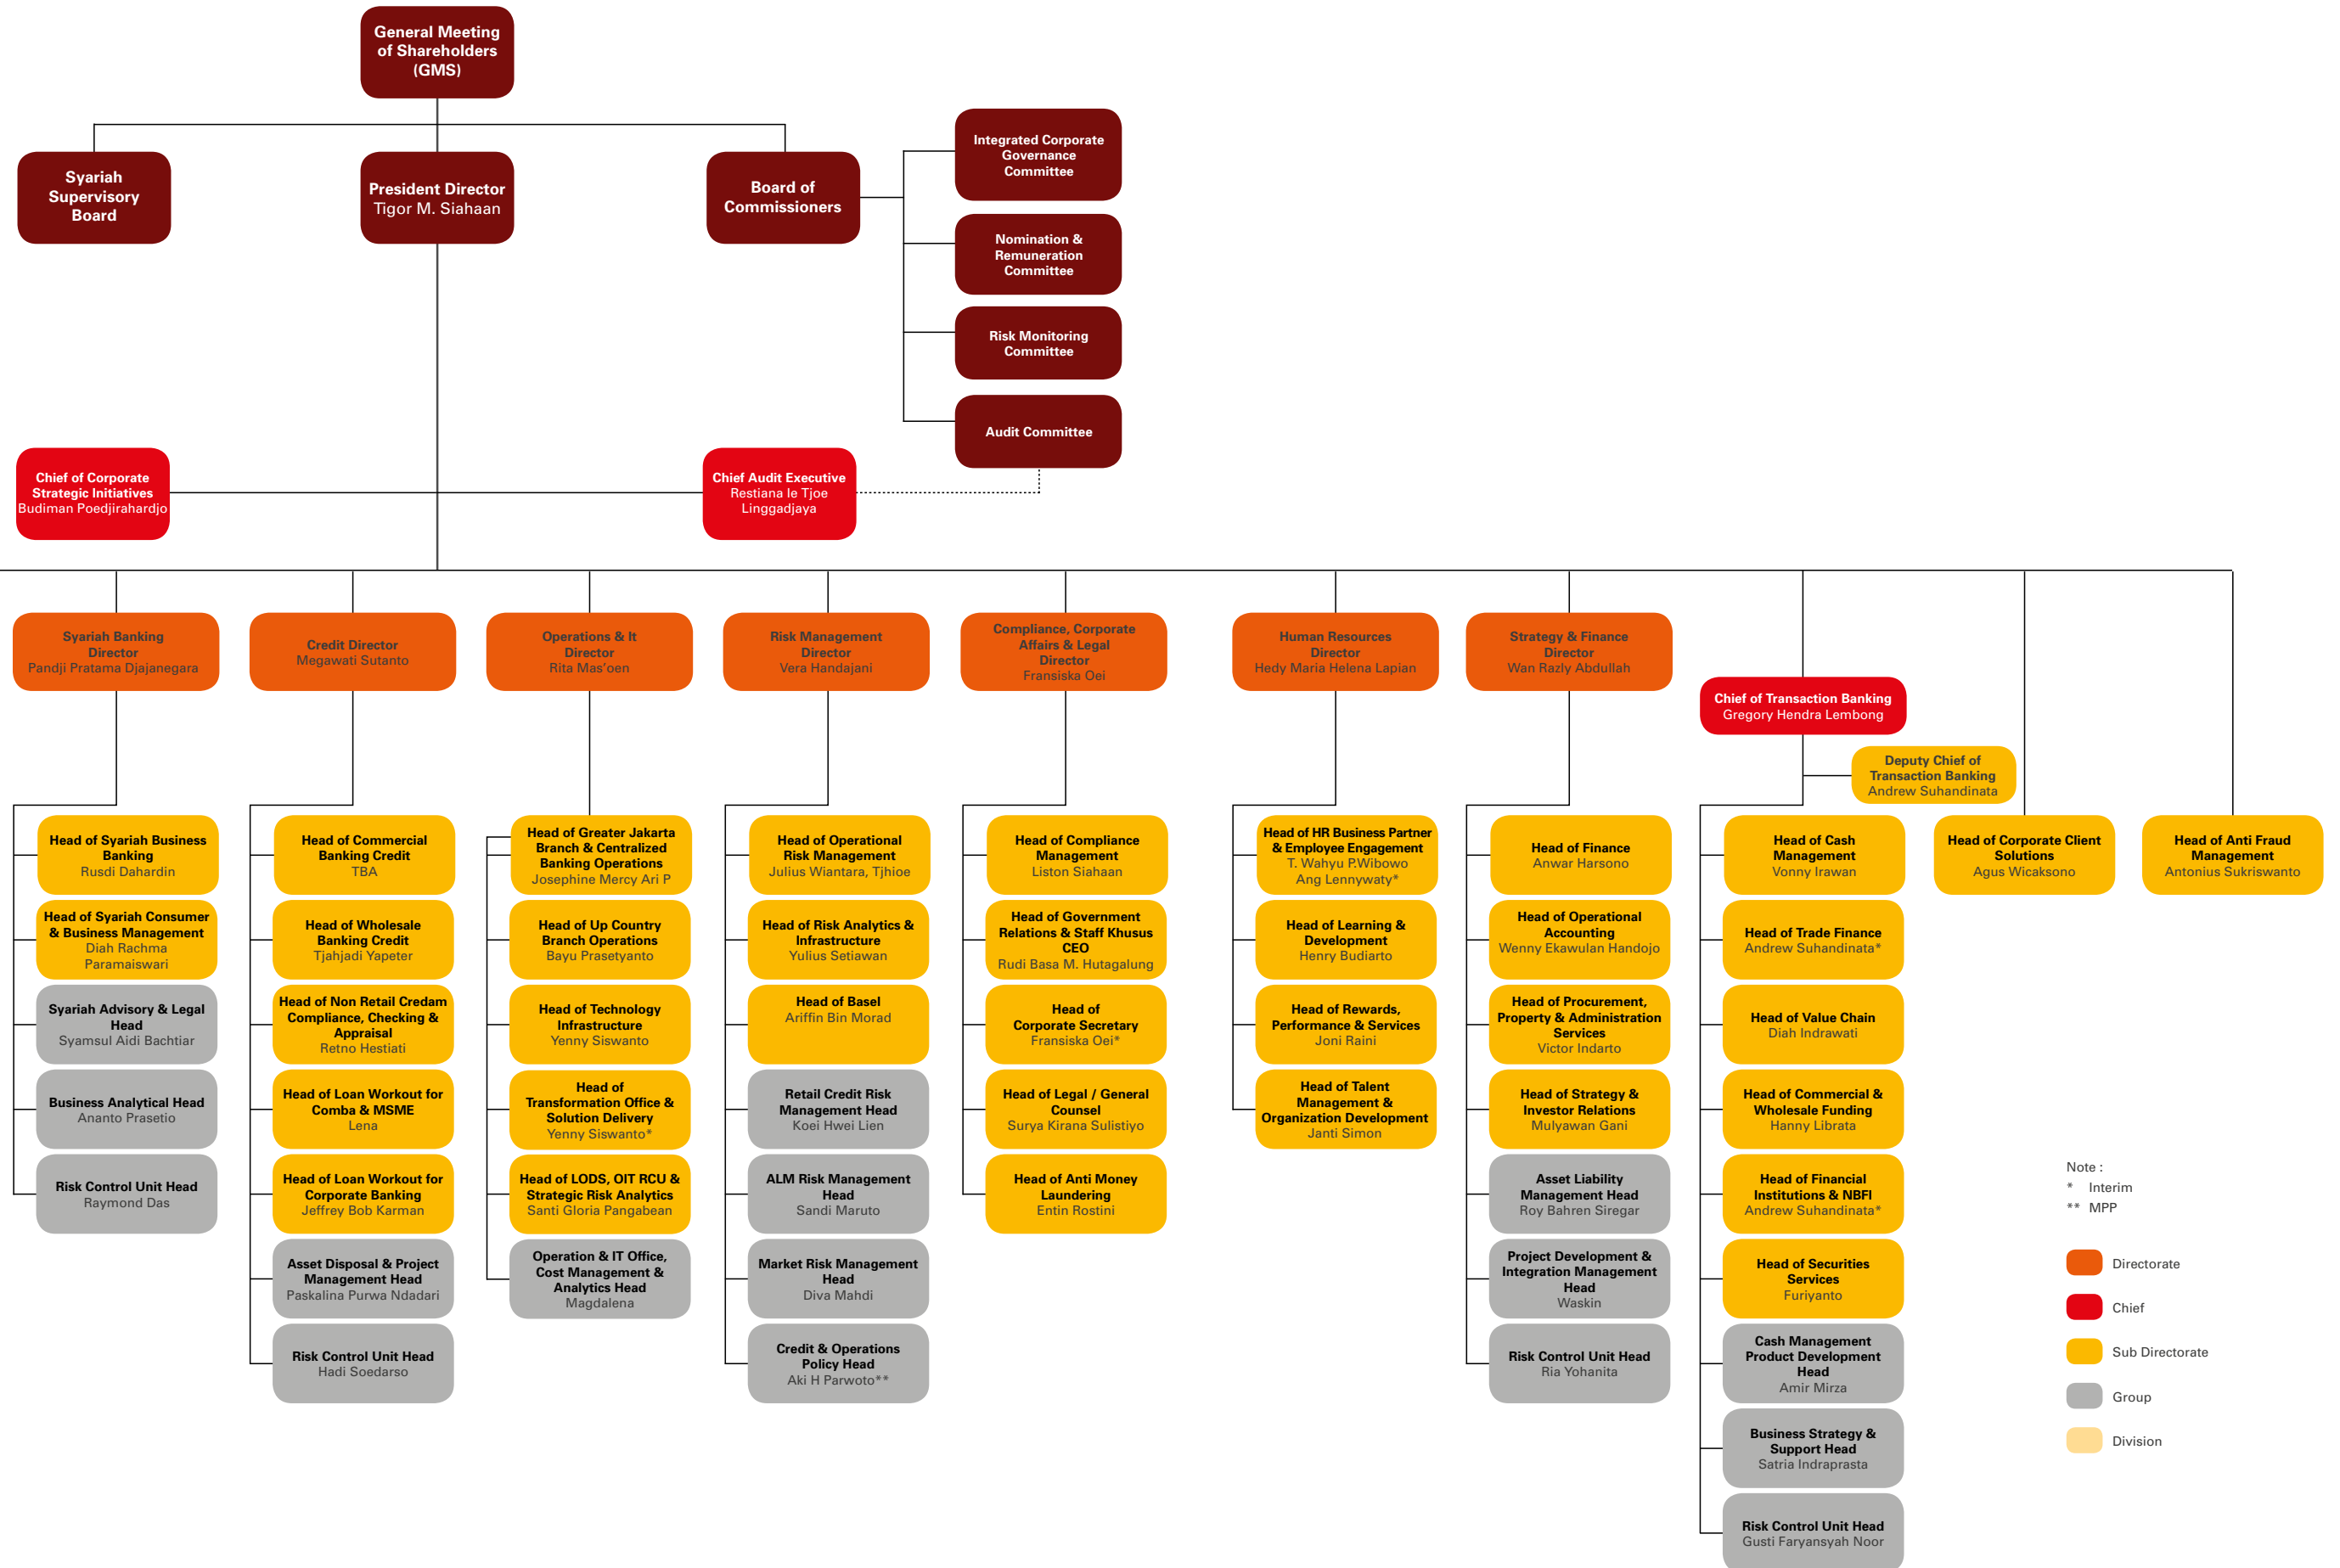 General Meeting
of Shareholders
(GMS)
Syariah
Supervisory
Board
President Director
Tigor M. Siahaan
Board of
Commissioners
Integrated Corporate
Governance
Committee
Nomination &
Remuneration
Committee
Risk Monitoring
Committee
Audit Committee
Chief of Corporate
Strategic Initiatives
Budiman Poedjirahardjo
Chief Audit Executive
Restiana Ie Tjoe
Linggadjaya
Syariah Banking
Director
Pandji Pratama Djajanegara
Credit Director
Megawati Sutanto
Operations & It
Director
Rita Mas'oen
Risk Management
Director
Vera Handajani
Compliance, Corporate
Affairs & Legal
Director
Fransiska Oei
Human Resources
Director
Hedy Maria Helena Lapian
Strategy & Finance
Director
Wan Razly Abdullah
Chief of Transaction Banking
Gregory Hendra Lembong
Deputy Chief of
Transaction Banking
Andrew Suhandinata
Head of Syariah Business
Banking
Rusdi Dahardin
Head of Syariah Consumer
& Business Management
Diah Rachma
Paramaiswari
Syariah Advisory & Legal
Head
Syamsul Aidi Bachtiar
Business Analytical Head
Ananto Prasetio
Risk Control Unit Head
Raymond Das
Head of Commercial
Banking Credit
TBA
Head of Wholesale
Banking Credit
Tjahjadi Yapeter
Head of Non Retail Credam
Compliance, Checking &
Appraisal
Retno Hestiati
Head of Loan Workout for
Comba & MSME
Lena
Head of Loan Workout for
Corporate Banking
Jeffrey Bob Karman
Asset Disposal & Project
Management Head
Paskalina Purwa Ndadari
Risk Control Unit Head
Hadi Soedarso
Head of Greater Jakarta
Branch & Centralized
Banking Operations
Josephine Mercy Ari P
Head of Up Country
Branch Operations
Bayu Prasetyanto
Head of Technology
Infrastructure
Yenny Siswanto
Head of
Transformation Office &
Solution Delivery
Yenny Siswanto*
Head of LODS, OIT RCU &
Strategic Risk Analytics
Santi Gloria Pangabean
Operation & IT Office,
Cost Management &
Analytics Head
Magdalena
Head of Operational
Risk Management
Julius Wiantara, Tjhioe
Head of Risk Analytics &
Infrastructure
Yulius Setiawan
Head of Basel
Ariffin Bin Morad
Retail Credit Risk
Management Head
Koei Hwei Lien
ALM Risk Management
Head
Sandi Maruto
Market Risk Management
Head
Diva Mahdi
Credit & Operations
Policy Head
Aki H Parwoto**
Head of Compliance
Management
Liston Siahaan
Head of Government
Relations & Staff Khusus
CEO
Rudi Basa M. Hutagalung
Head of
Corporate Secretary
Fransiska Oei*
Head of Legal / General
Counsel
Surya Kirana Sulistiyo
Head of Anti Money
Laundering
Entin Rostini
Head of HR Business Partner
& Employee Engagement
T. Wahyu P.Wibowo
Ang Lennywaty*
Head of Learning &
Development
Henry Budiarto
Head of Rewards,
Performance & Services
Joni Raini
Head of Talent
Management &
Organization Development
Janti Simon
Head of Finance
Anwar Harsono
Head of Operational
Accounting
Wenny Ekawulan Handojo
Head of Procurement,
Property & Administration
Services
Victor Indarto
Head of Strategy &
Investor Relations
Mulyawan Gani
Asset Liability
Management Head
Roy Bahren Siregar
Project Development &
Integration Management
Head
Waskin
Risk Control Unit Head
Ria Yohanita
Head of Cash
Management
Vonny Irawan
Head of Trade Finance
Andrew Suhandinata*
Head of Value Chain
Diah Indrawati
Head of Commercial &
Wholesale Funding
Hanny Librata
Head of Financial
Institutions & NBFI
Andrew Suhandinata*
Head of Securities
Services
Furiyanto
Cash Management
Product Development
Head
Amir Mirza
Business Strategy &
Support Head
Satria Indraprasta
Risk Control Unit Head
Gusti Faryansyah Noor
Head of Corporate Client
Solutions
Agus Wicaksono
Head of Anti Fraud
Management
Antonius Sukriswanto
Note :
* Interim
** MPP
Directorate
Chief
Sub Directorate
Group
Division